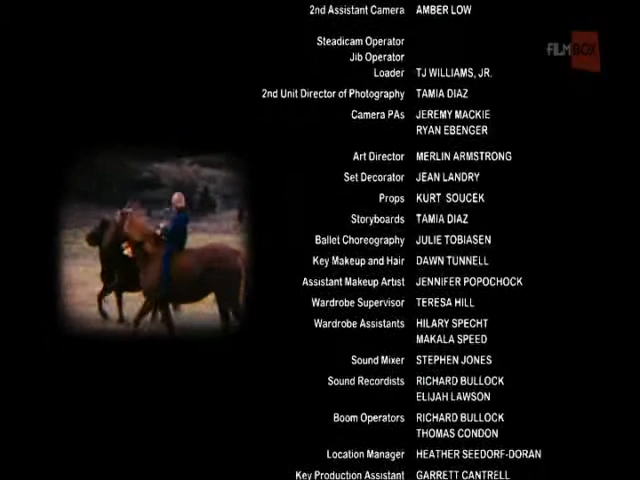 2nd Assistant Camera AMBER LOW
FILMBOX
Steadicam Operator
Jib Operator
Loader TJ WILLIAMS, JR.
2nd Unit Director of Photography TAMIA DIAZ
Camera PAs JEREMY MACKIE
RYAN EBENGER
Art Director MERLIN ARMSTRONG
Set Decorator JEAN LANDRY
Props KURT SOUCEK
Storyboards TAMIA DIAZ
Ballet Choreography JULIE TOBIASEN
Key Makeup and Hair DAWN TUNNELL
Assistant Makeup Artist JENNIFER POPOCHOCK
Wardrobe Supervisor TERESA HILL
Wardrobe Assistants HILARY SPECHT
MAKALA SPEED
Sound Mixer STEPHEN JONES
Sound Recordists RICHARD BULLOCK
ELIJAH LAWSON
Boom Operators RICHARD BULLOCK
THOMAS CONDON
Location Manager HEATHER SEEDORF-DORAN
Key Production Assistant GARRETT CANTRELL